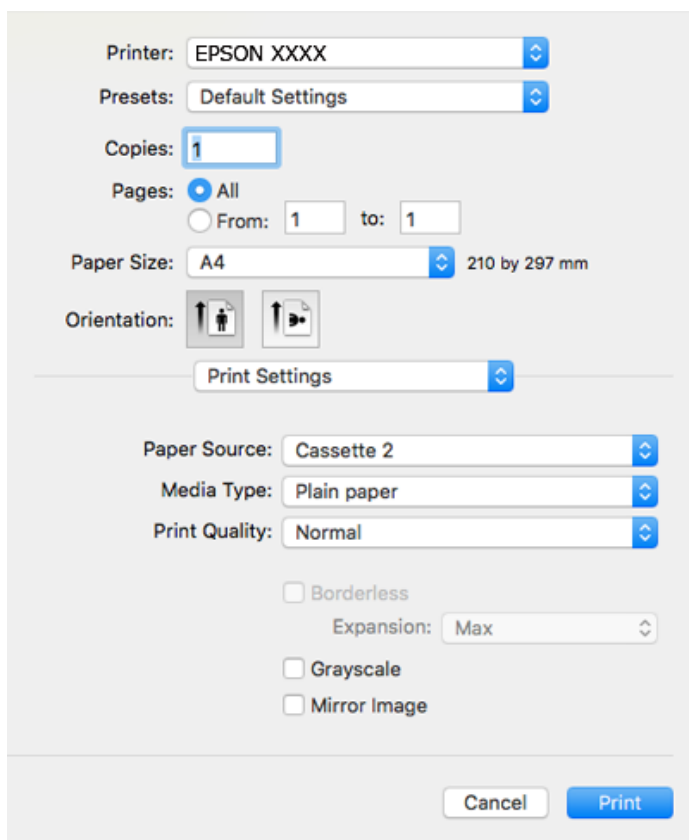 Printer: EPSON XXXX
Presets: Default Settings
Copies: 1
Pages: All
From: 1 to: 1
Paper Size: A4 210 by 297 mm
Orientation:
Print Settings
Paper Source: Cassette 2
Media Type: Plain paper
Print Quality: Normal
Borderless
Expansion: Max
Grayscale
Mirror Image
Cancel Print